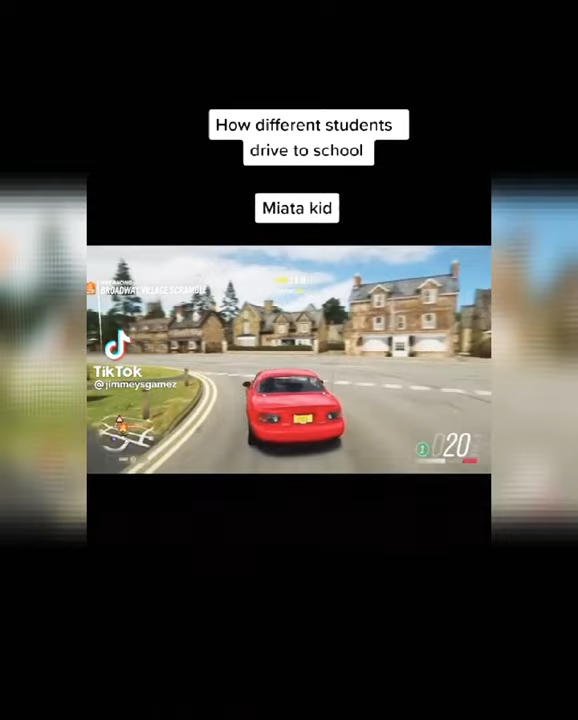 How different students
drive to school
Miata kid
BROADWAY VILLAGE SCRAMBLE
TikTok
@jimmeysgamez
020